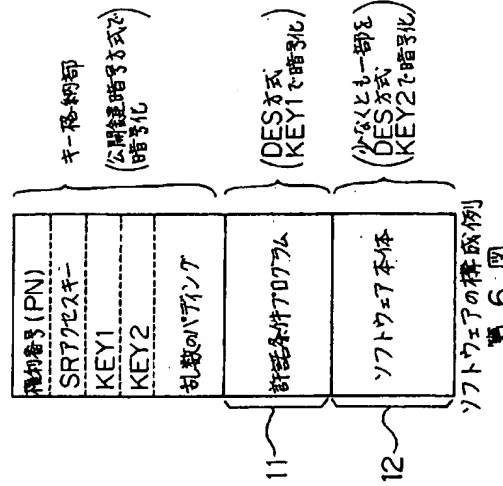 権利番号(PN)
SRアクセスキー
KEY1
KEY2
乱数のパディング
許諾条件プログラム
ソフトウェア本体
キー格納部
(公開鍵暗号方式で
暗号化)
(DES方式
KEY1で暗号化)
(少なくとも一部を
DES方式
KEY2で暗号化)
11
12
ソフトウェアの構成例
第 6 図